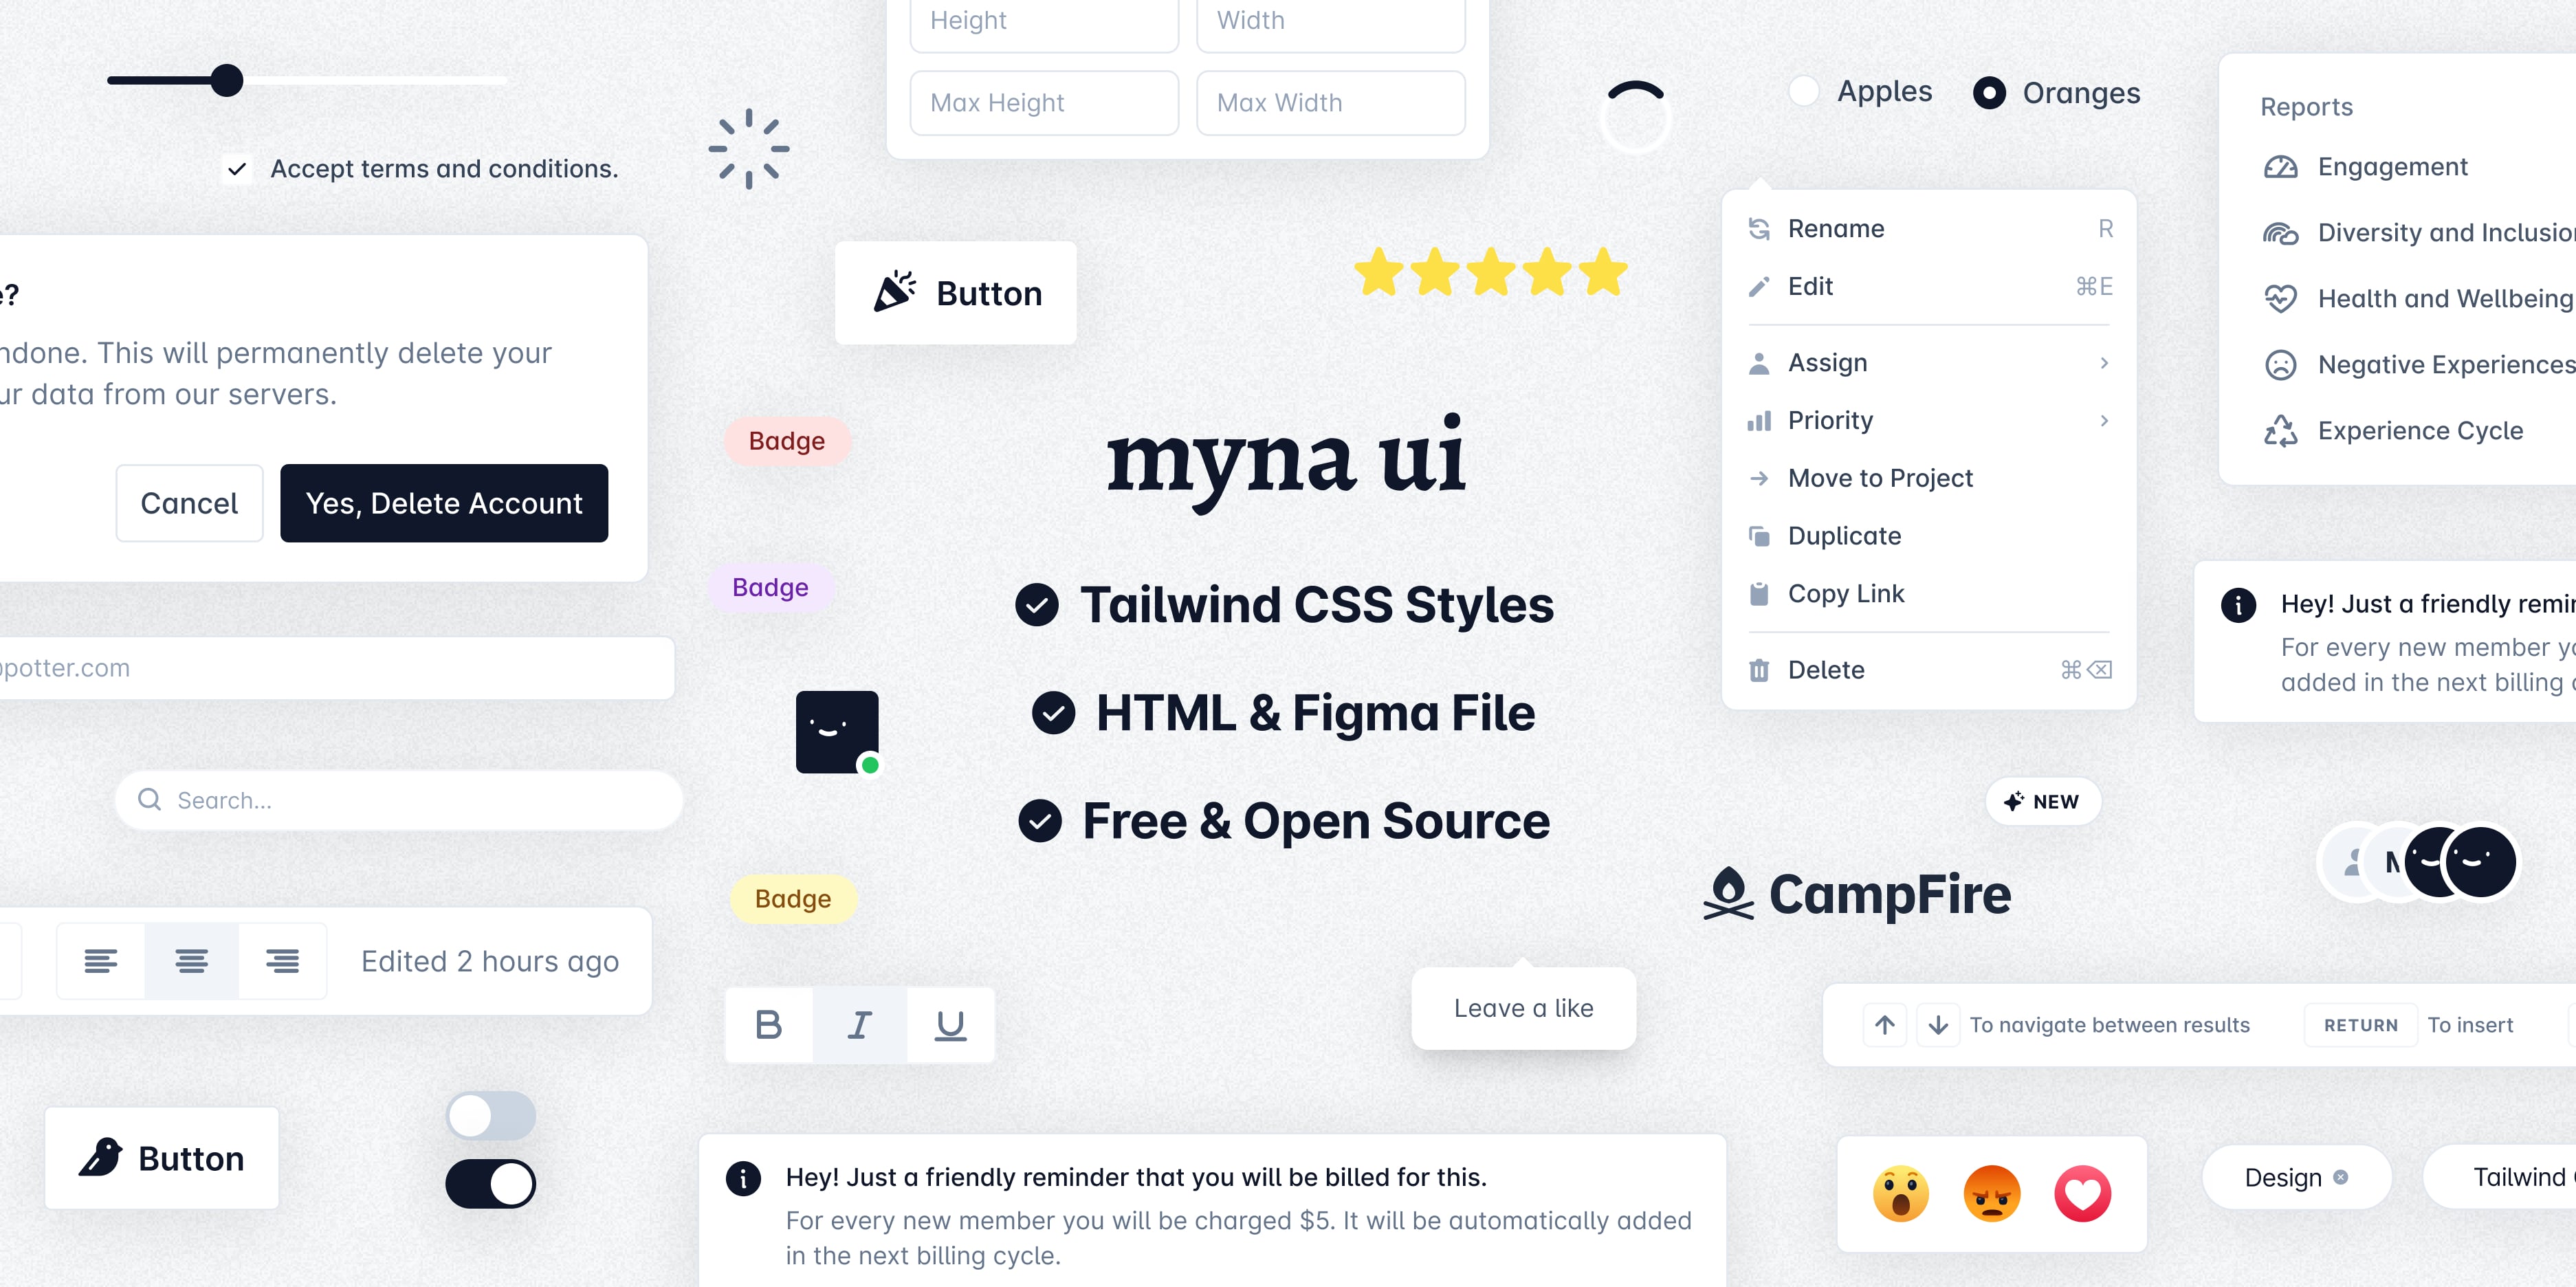 Height
Width
Max Height
Max Width
Accept terms and conditions.
Apples
Oranges
?
. This will permanently delete your
data from our servers.
Cancel
Yes, Delete Account
Button
Badge
Badge
myna ui
Tailwind CSS Styles
HTML & Figma File
Free & Open Source
potter.com
Search...
Badge
Edited 2 hours ago
B I U
Button
Rename R
Edit ⌘E
Assign
Priority
Move to Project
Duplicate
Copy Link
Delete ⌘⌫
Reports
Engagement
Diversity and
Health and Wellbeing
Negative Experiences
Experience Cycle
Hey! Just a friendly
For every new member
added in the next billing
NEW
CampFire
Leave a like
To navigate between results
RETURN To insert
Hey! Just a friendly reminder that you will be billed for this.
For every new member you will be charged $5. It will be automatically added
in the next billing cycle.
Design
Tailwind